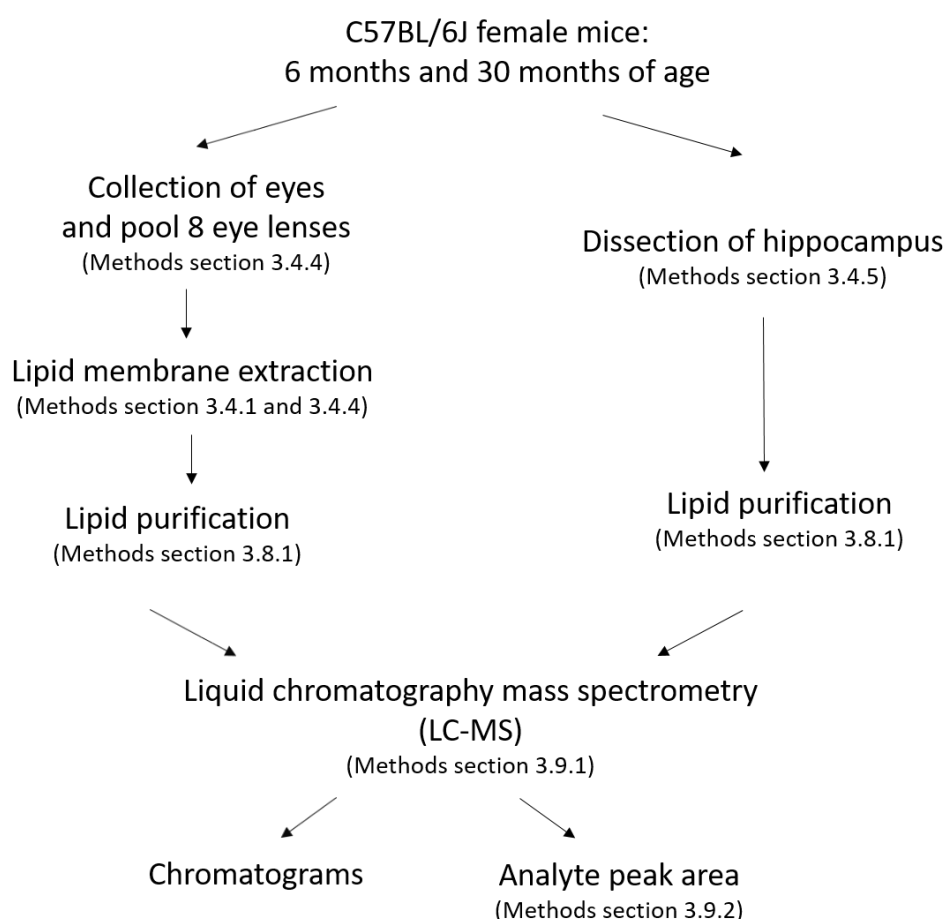 C57BL/6J female mice:
6 months and 30 months of age
Collection of eyes
and pool 8 eye lenses
(Methods section 3.4.4)
Dissection of hippocampus
(Methods section 3.4.5)
Lipid membrane extraction
(Methods section 3.4.1 and 3.4.4)
Lipid purification
(Methods section 3.8.1)
Lipid purification
(Methods section 3.8.1)
Liquid chromatography mass spectrometry
(LC-MS)
(Methods section 3.9.1)
Chromatograms
Analyte peak area
(Methods section 3.9.2)